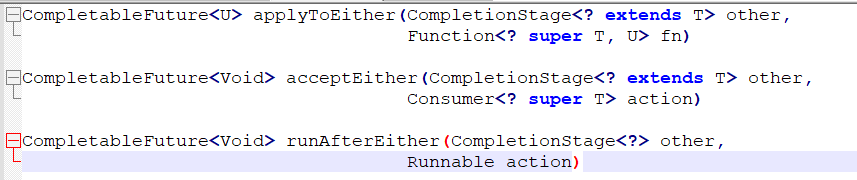 CompletableFuture<U> applyToEither(CompletionStage<? extends T> other,
Function<? super T, U> fn)
CompletableFuture<Void> acceptEither(CompletionStage<? extends T> other,
Consumer<? super T> action)
CompletableFuture<Void> runAfterEither(CompletionStage<?> other,
Runnable action)